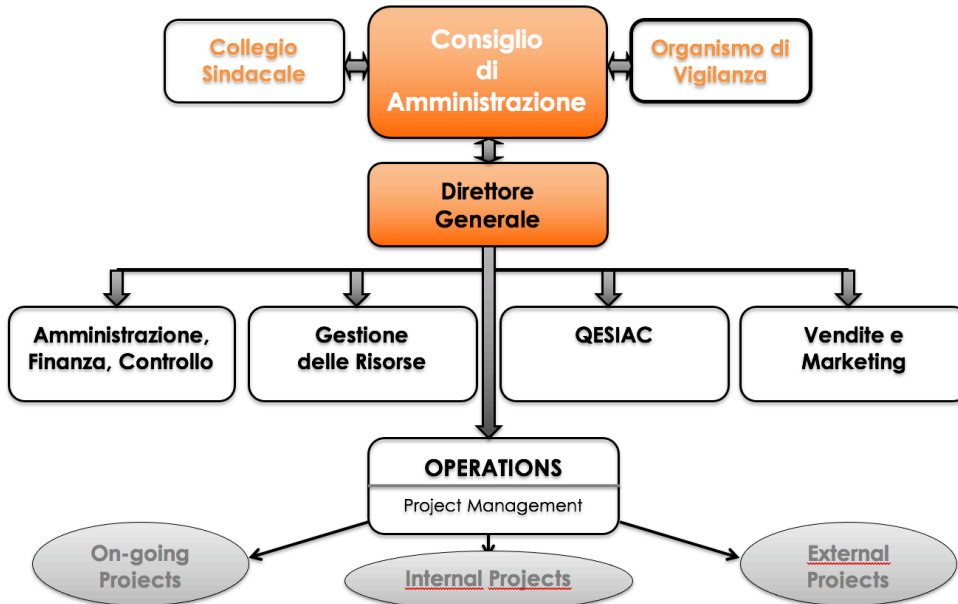 Collegio
Sindacale
Consiglio
di
Amministrazione
Organismo di
Vigilanza
Direttore
Generale
Amministrazione,
Finanza, Controllo
Gestione
delle Risorse
QESIAC
Vendite e
Marketing
OPERATIONS
Project Management
On-going
Projects
Internal Projects
External
Projects